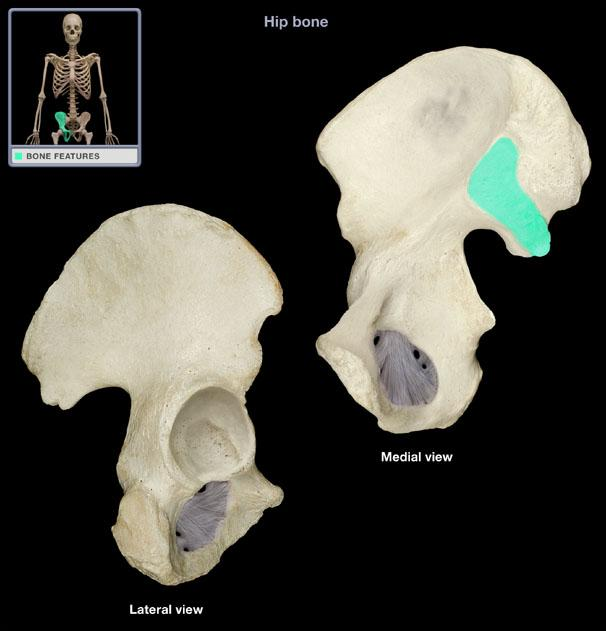 Hip bone
BONE FEATURES
Medial view
Lateral view